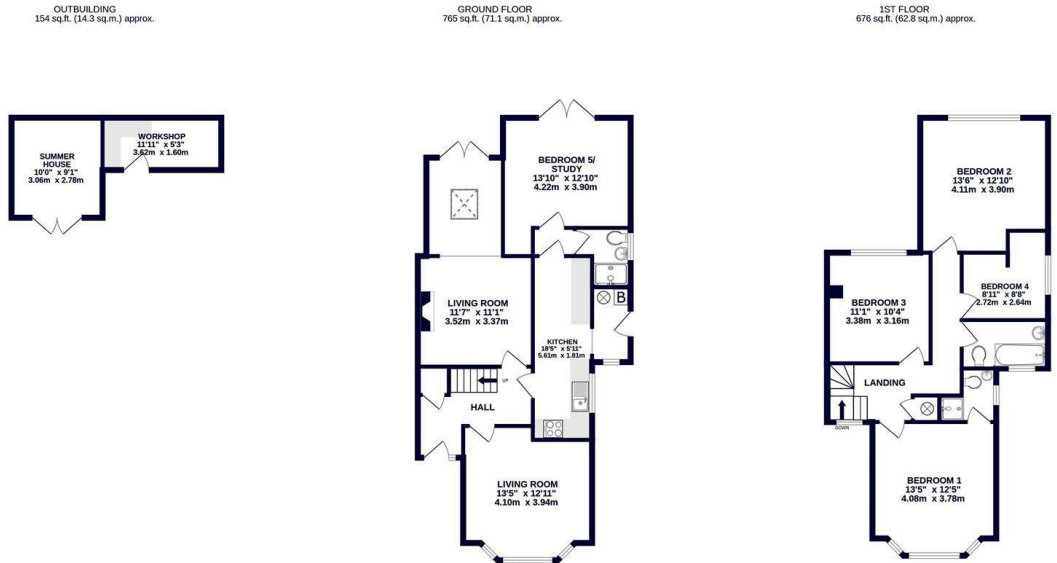 OUTBUILDING
154 sq.ft. (14.3 sq.m.) approx.
GROUND FLOOR
765 sq.ft. (71.1 sq.m.) approx.
1ST FLOOR
676 sq.ft. (62.8 sq.m.) approx.
SUMMER
HOUSE
10'0" x 9'1"
3.06m x 2.78m
WORKSHOP
11'11" x 5'3"
3.62m x 1.60m
BEDROOM 5/
STUDY
13'10" x 12'10"
4.22m x 3.90m
LIVING ROOM
11'7" x 11'1"
3.52m x 3.37m
B
KITCHEN
18'5" x 5'11"
5.61m x 1.81m
UP
HALL
LIVING ROOM
13'5" x 12'11"
4.10m x 3.94m
BEDROOM 2
13'6" x 12'10"
4.11m x 3.90m
BEDROOM 4
8'11" x 8'8"
2.72m x 2.64m
BEDROOM 3
11'1" x 10'4"
3.38m x 3.16m
LANDING
DOWN
BEDROOM 1
13'5" x 12'5"
4.08m x 3.78m